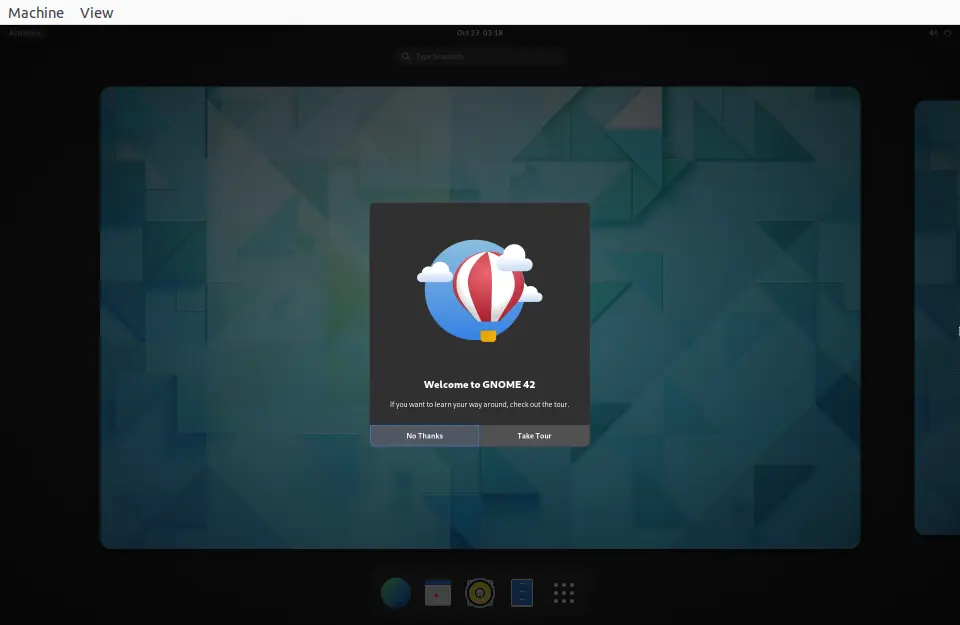 Machine View
Activities
Oct 23 03:18
Type to search
Welcome to GNOME 42
If you want to learn your way around, check out the tour.
No Thanks
Take Tour